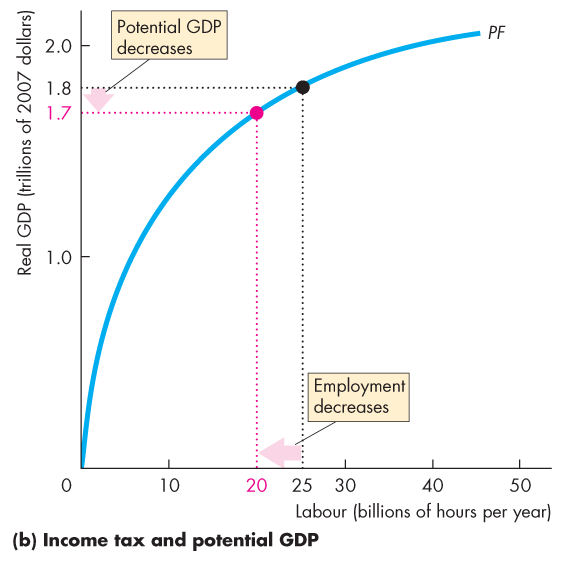 Real GDP (trillions of 2007 dollars)
Potential GDP
decreases
PF
2.0
1.8
1.7
1.0
Employment
decreases
0
10
20
25
30
40
50
Labour (billions of hours per year)
(b) Income tax and potential GDP